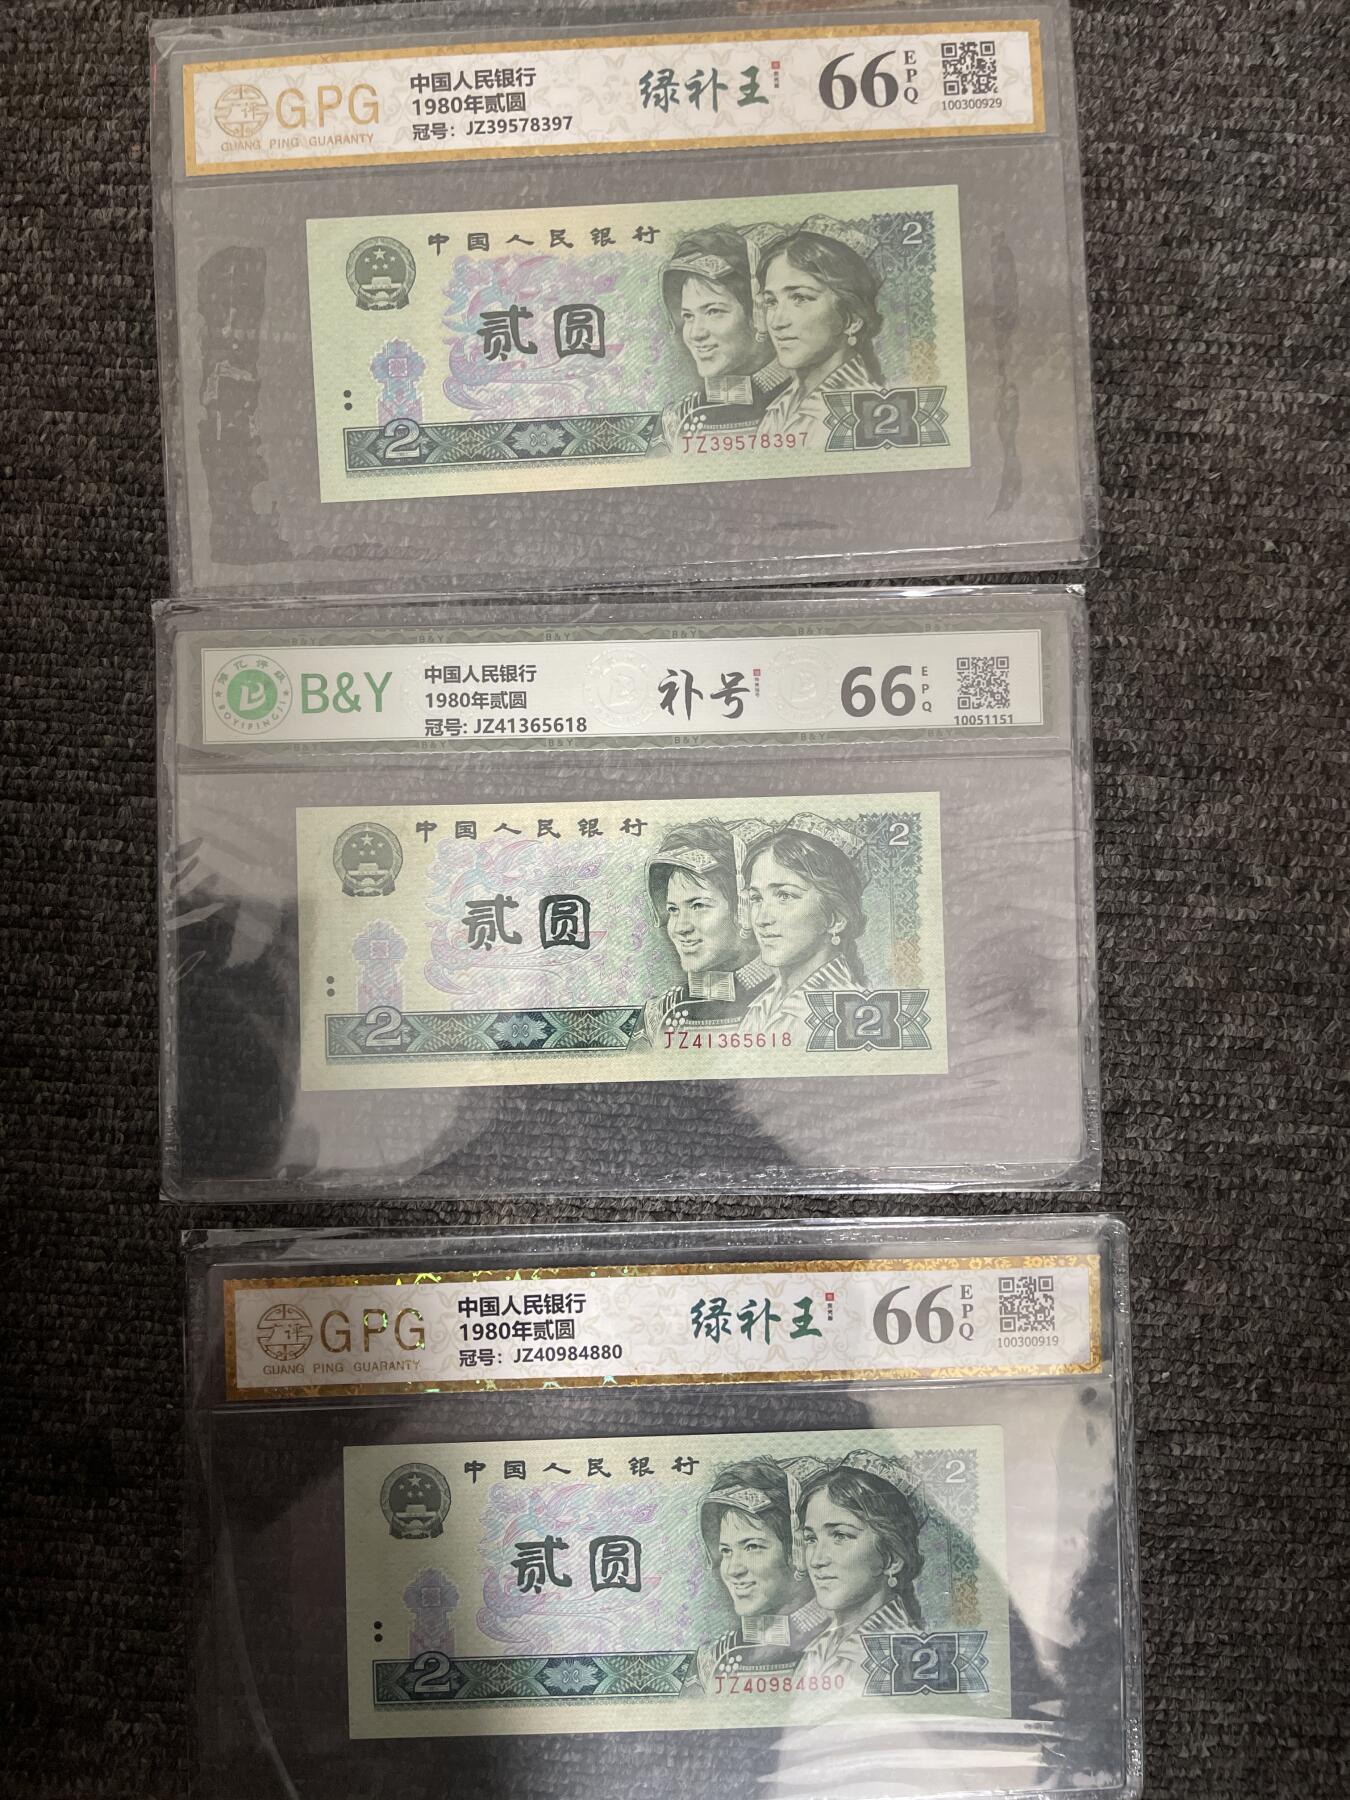 GPG
GUANG PING GUARANTY
中国人民银行
1980年贰圆
冠号：JZ39578397
绿补王
66
EPQ
100300929
中国人民银行
2
贰圆
2
JZ39578397
2
B&Y
BOYIPINGJI
中国人民银行
1980年贰圆
冠号: JZ41365618
补号
66
EPQ
10051151
中国人民银行
2
贰圆
2
JZ41365618
2
GPG
GUANG PING GUARANTY
中国人民银行
1980年贰圆
冠号：JZ40984880
绿补王
66
EPQ
100300919
中国人民银行
2
贰圆
2
JZ40984880
2